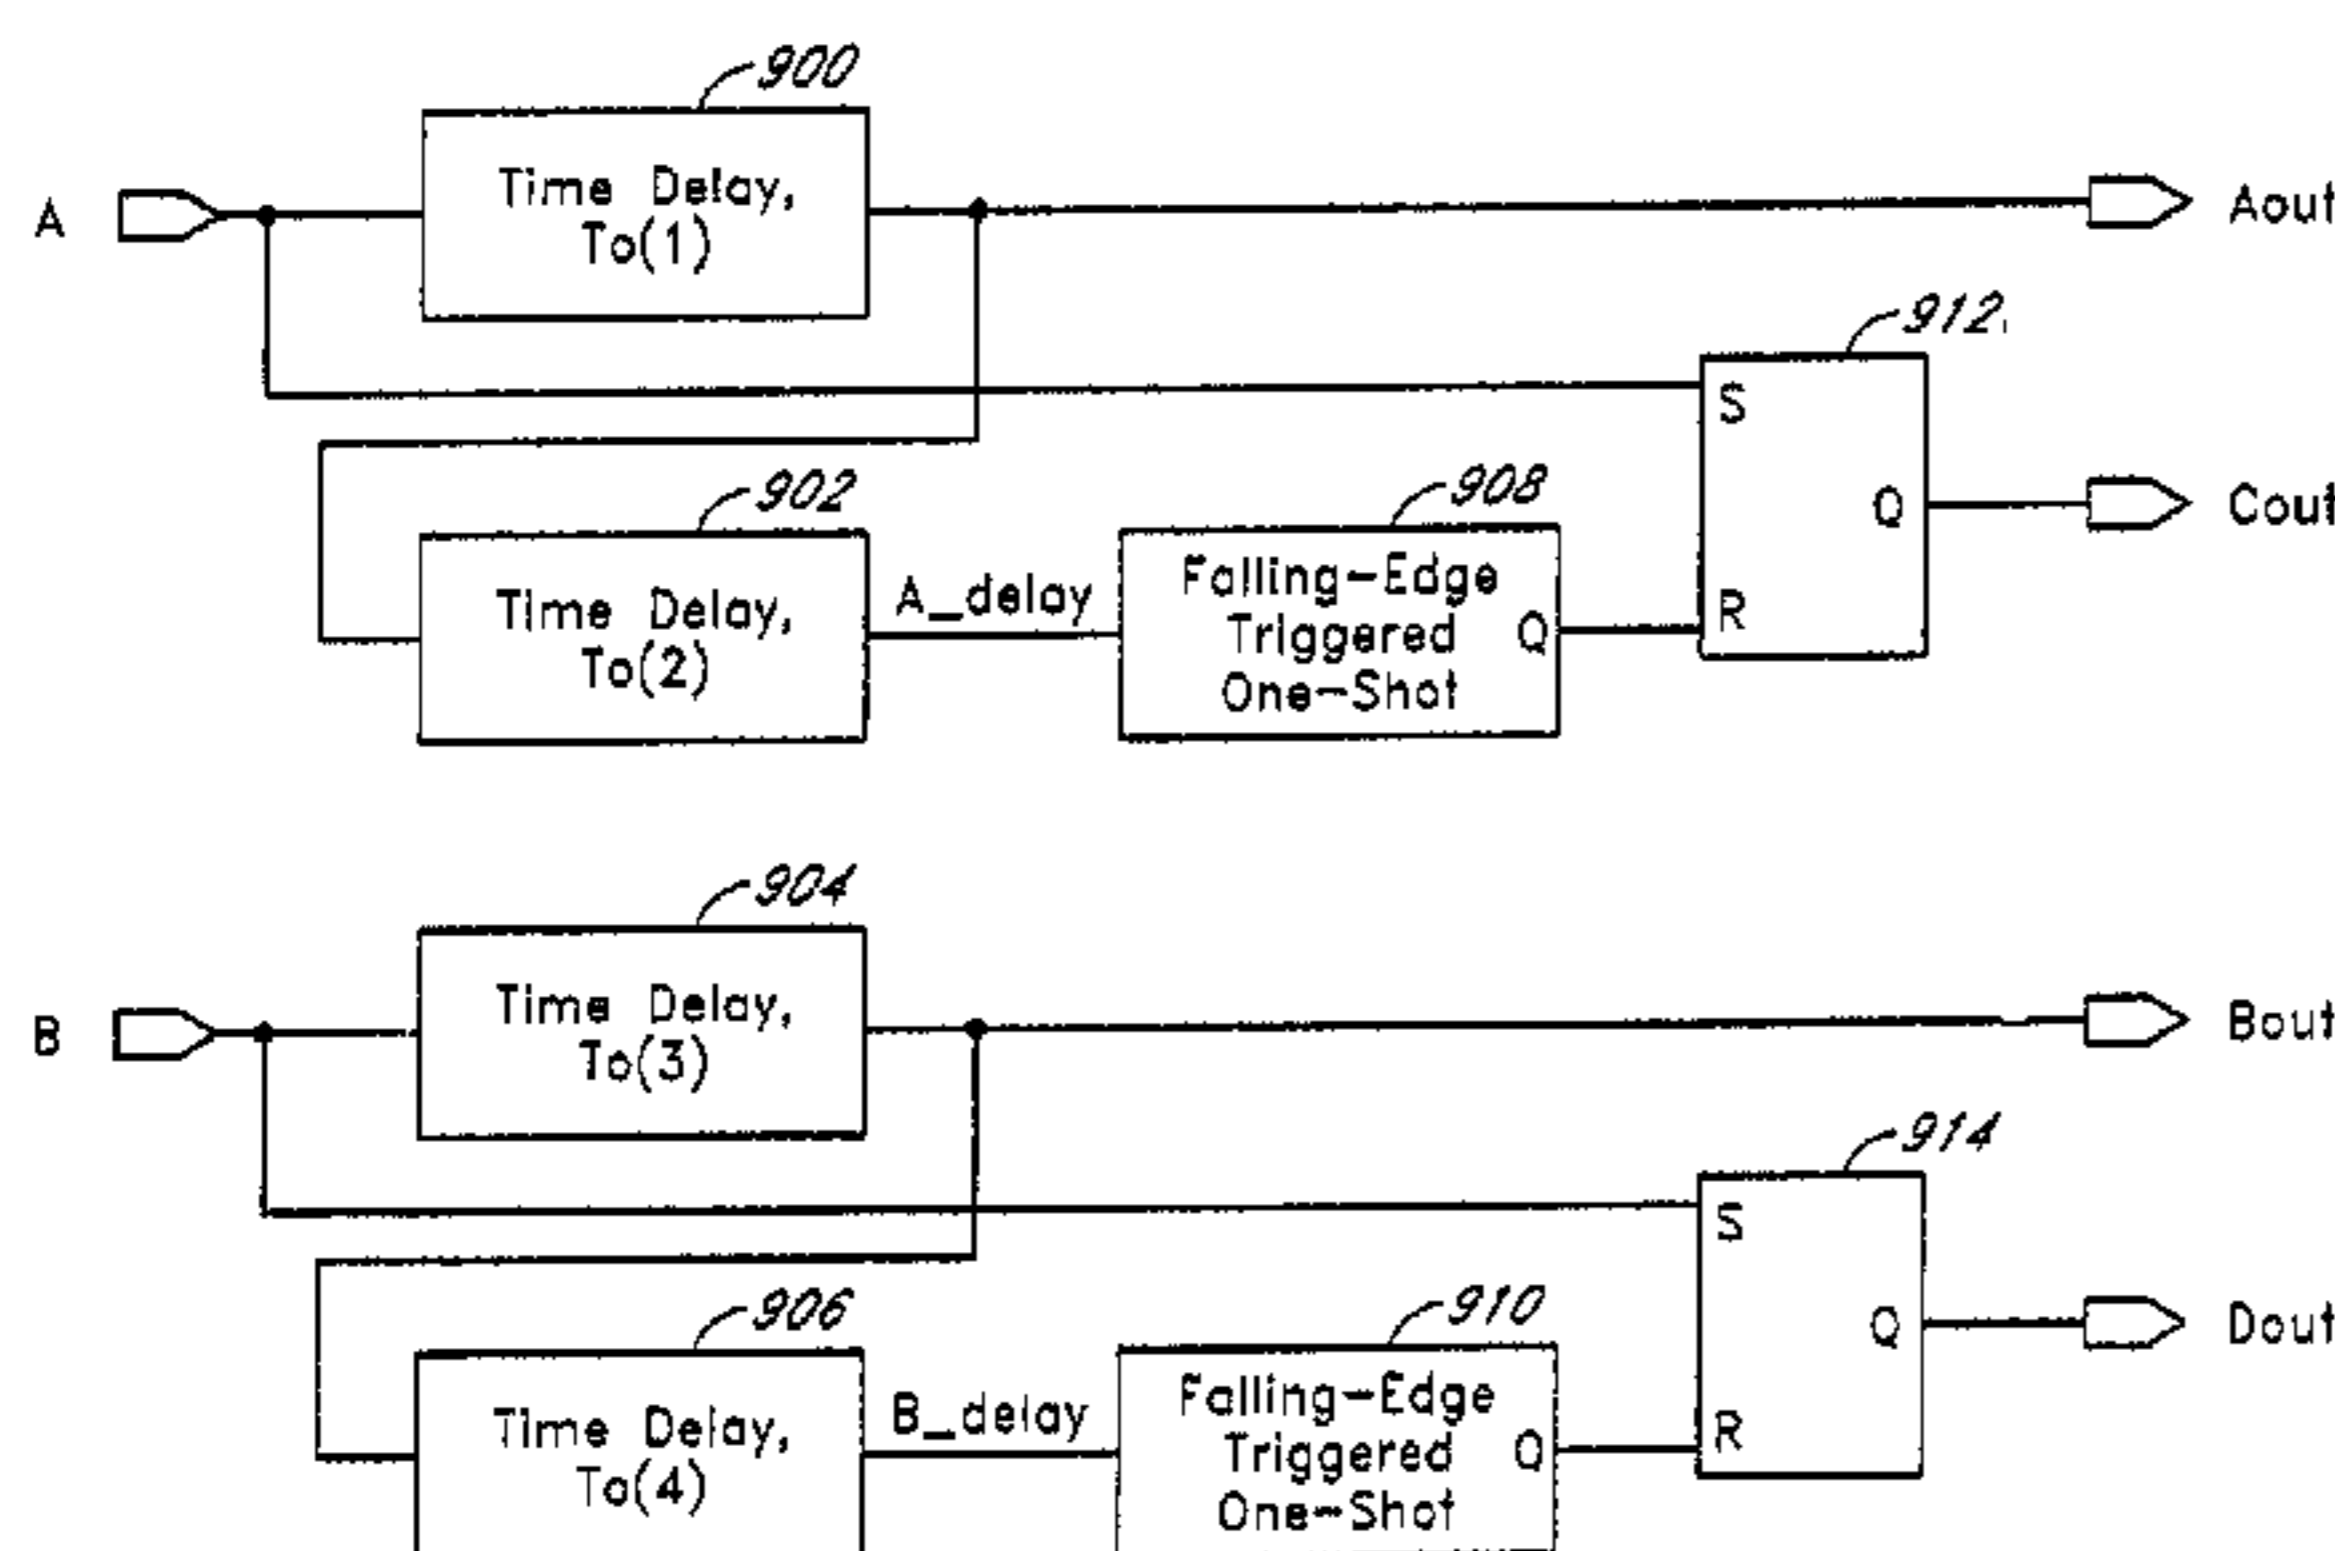 900
A
Time Delay,
To(1)
Aout
912
S
Q
Cout
R
902
Time Delay,
To(2)
A_delay
908
Falling-Edge
Triggered
One-Shot
Q
904
B
Time Delay,
To(3)
Bout
914
S
Q
Dout
R
906
Time Delay,
To(4)
B_delay
910
Falling-Edge
Triggered
One-Shot
Q